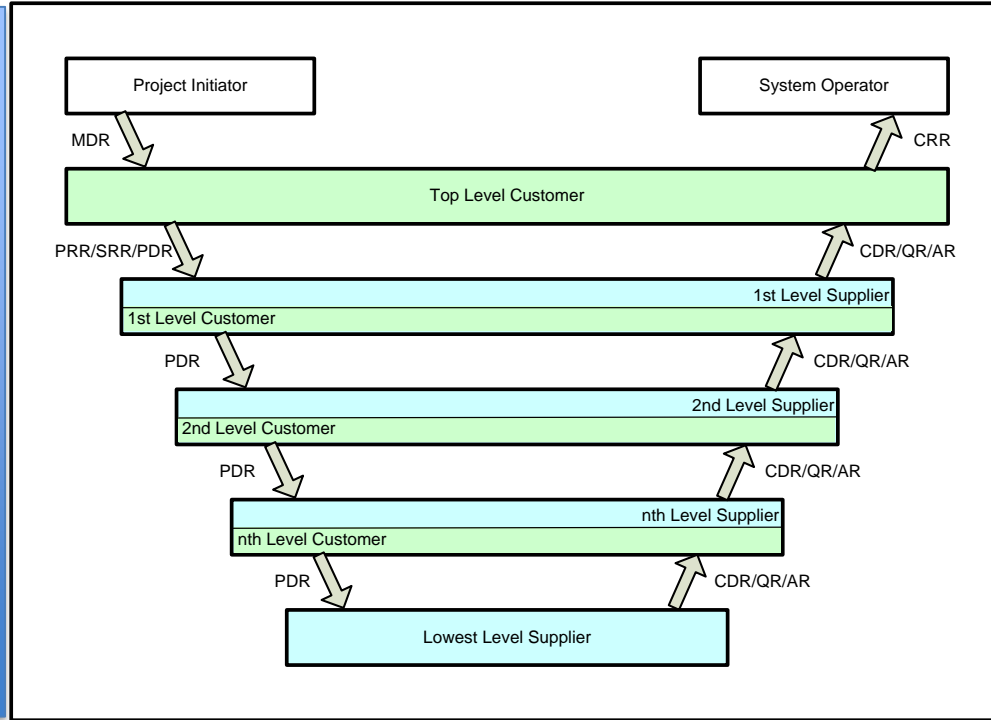 Project Initiator
System Operator
MDR
CRR
Top Level Customer
PRR/SRR/PDR
CDR/QR/AR
1st Level Supplier
1st Level Customer
PDR
CDR/QR/AR
2nd Level Supplier
2nd Level Customer
PDR
CDR/QR/AR
nth Level Supplier
nth Level Customer
PDR
CDR/QR/AR
Lowest Level Supplier